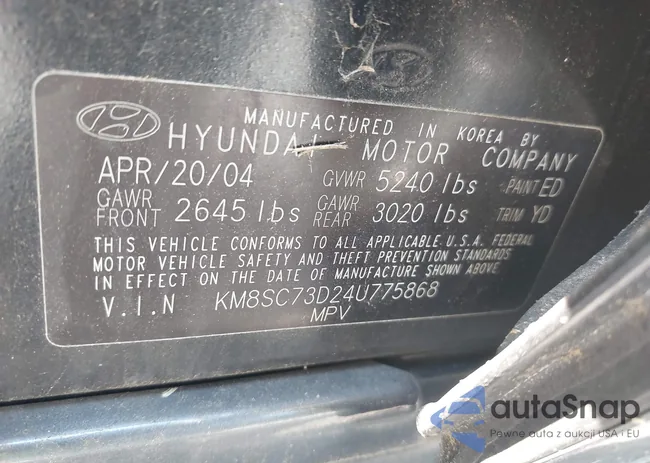 MANUFACTURED IN KOREA BY
HYUNDAI MOTOR COMPANY
APR/20/04 GVWR 5240 lbs PAINT ED
GAWR FRONT 2645 lbs GAWR REAR 3020 lbs TRIM YD
THIS VEHICLE CONFORMS TO ALL APPLICABLE U.S.A. FEDERAL
MOTOR VEHICLE SAFETY AND THEFT PREVENTION STANDARDS
IN EFFECT ON THE DATE OF MANUFACTURE SHOWN ABOVE
V.I.N KM8SC73D24U775868
MPV
autaSnap
Pewne auta z aukcji USA i EU